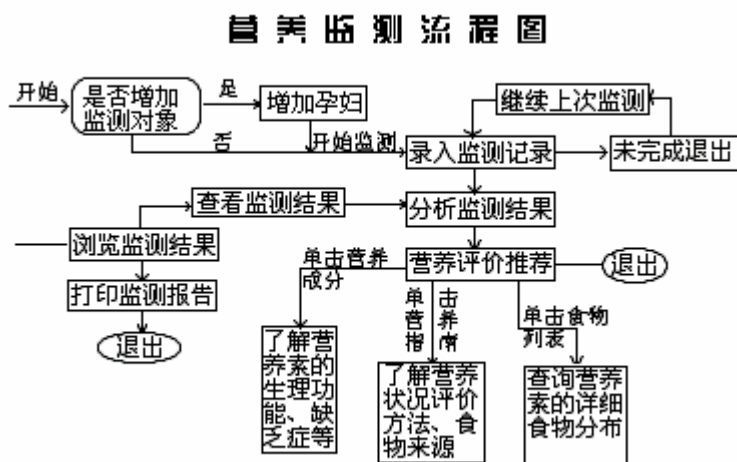 营养监测流程图
开始
是否增加
监测对象
是
增加孕妇
继续上次监测
否
开始监测
录入监测记录
未完成退出
查看监测结果
分析监测结果
浏览监测结果
单击营养
成分
营养评价推荐
退出
打印监测报告
单击
营养
指南
单击食物
列表
退出
了解营
养素的
生理功
能、缺
乏症等
了解营养
状况评价
方法、食
物来源
查询营养
素的详细
食物分布